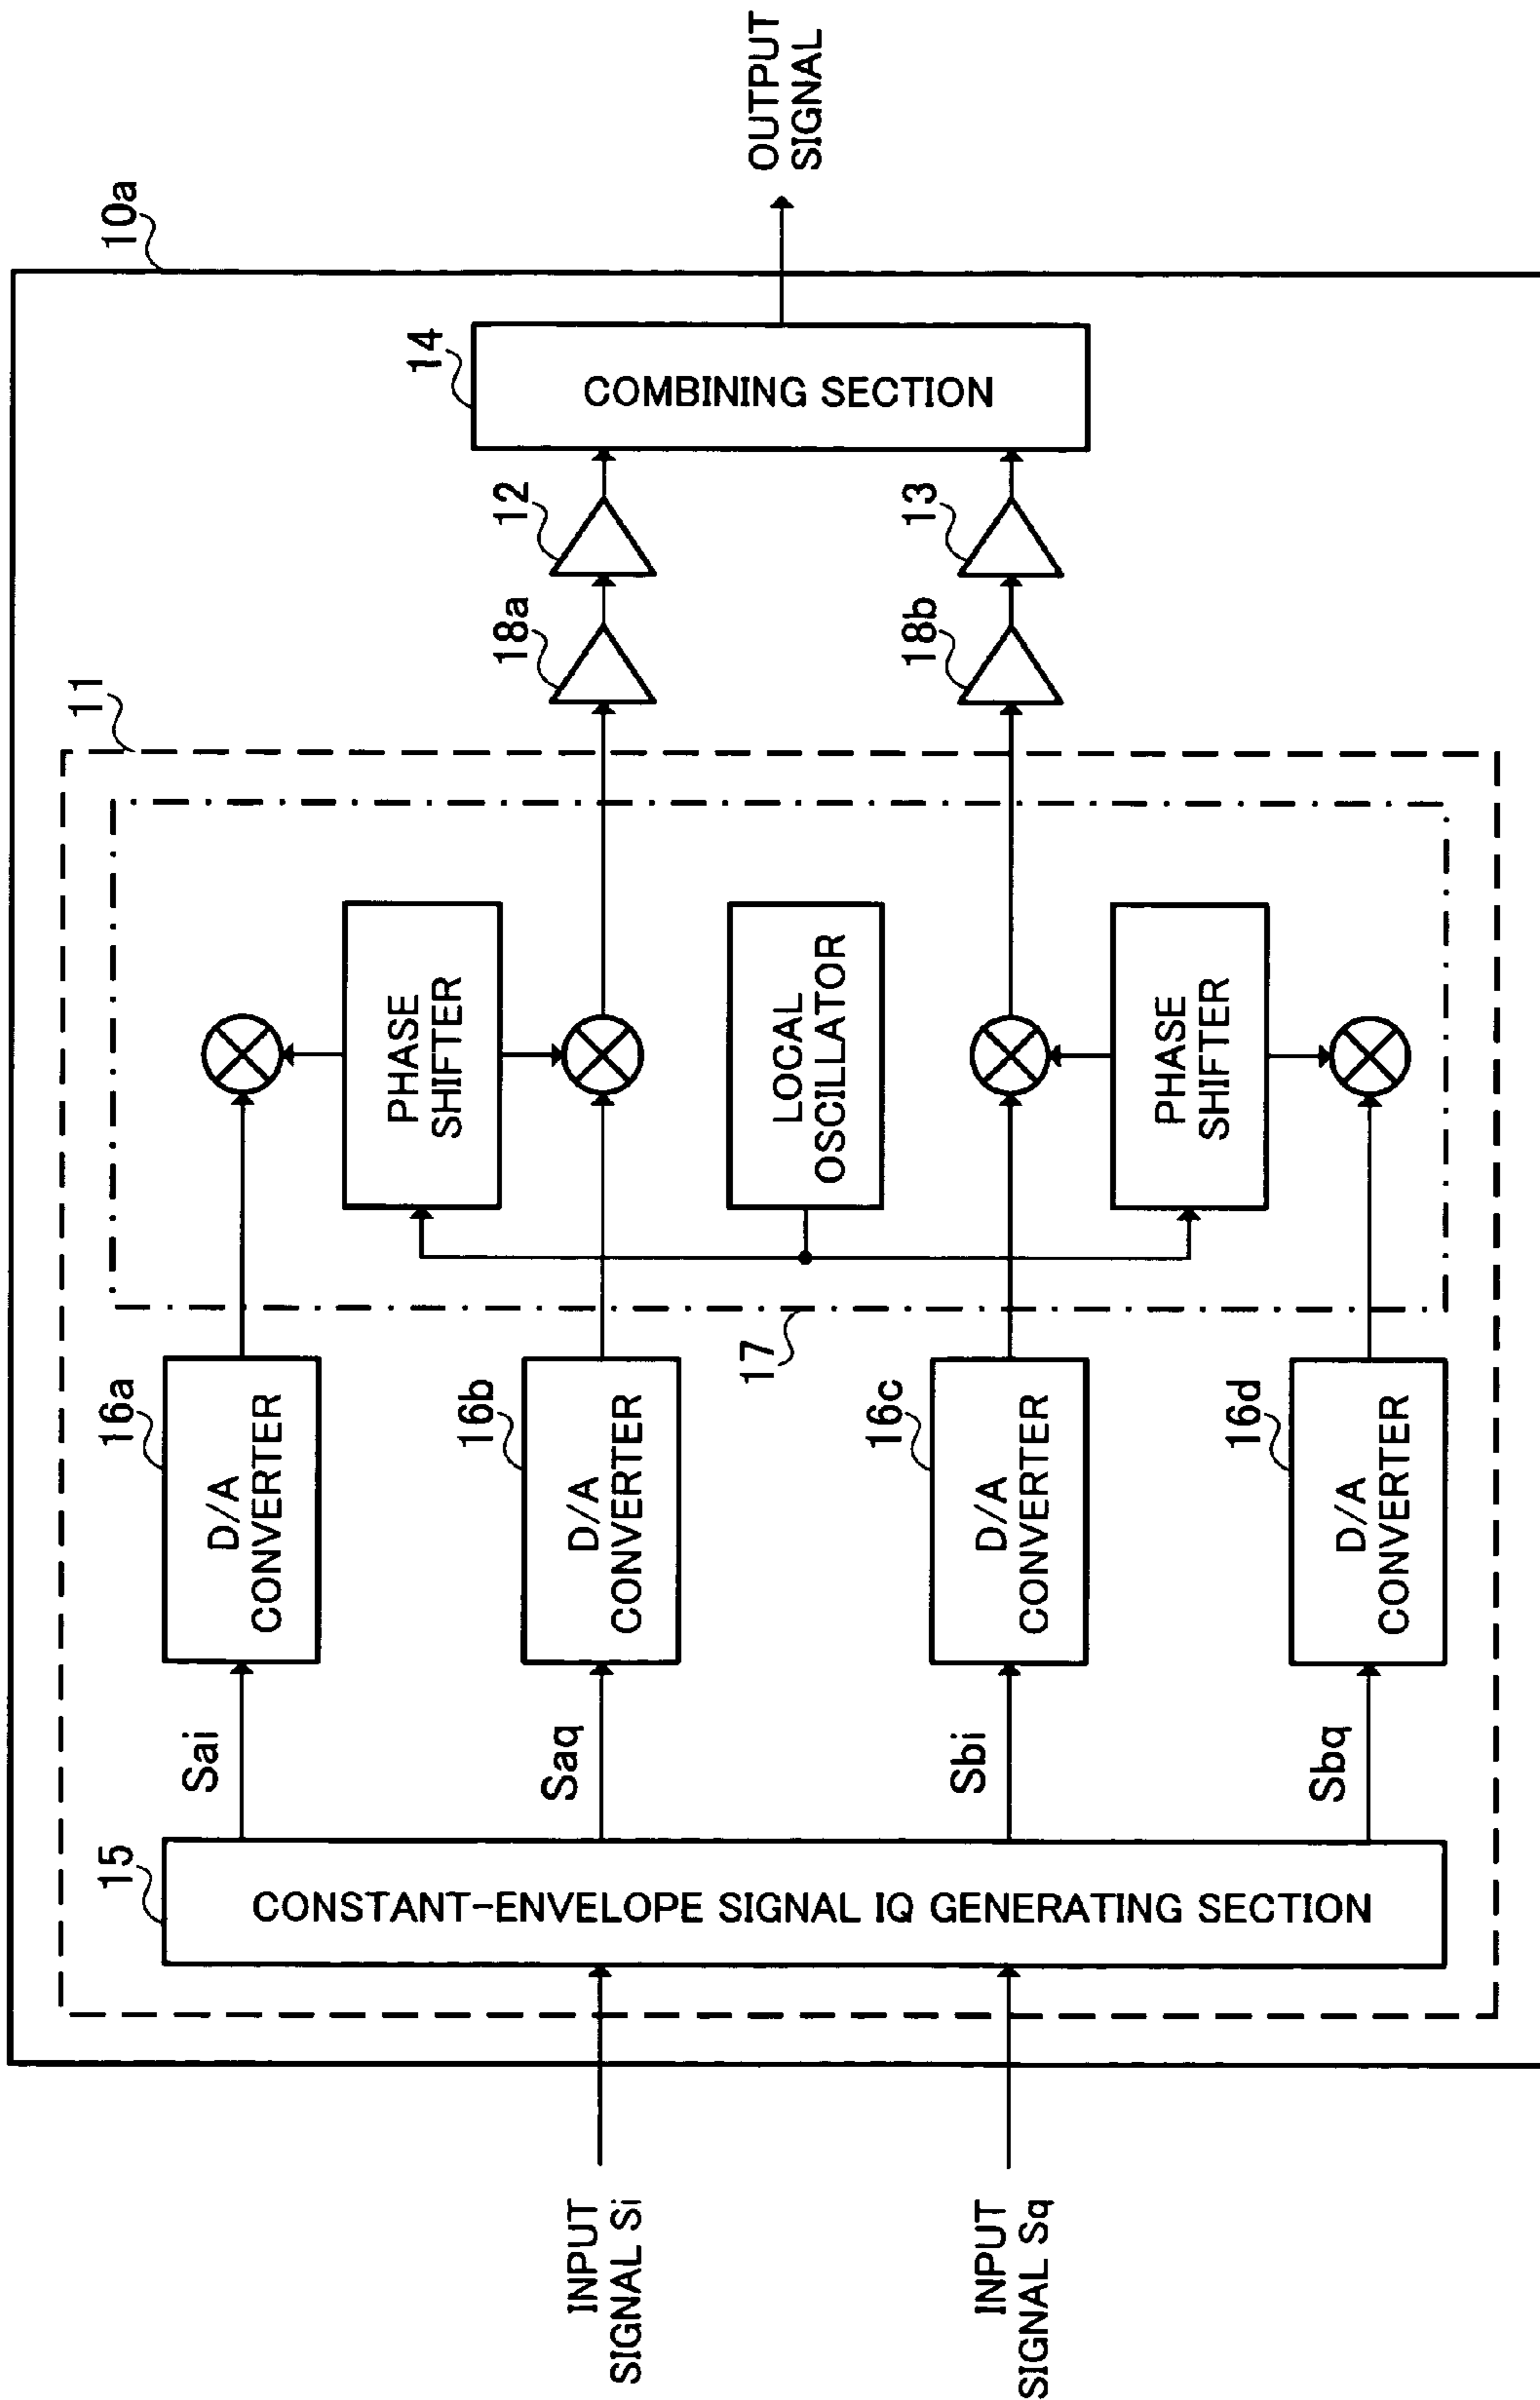 10a
11
15
CONSTANT-ENVELOPE SIGNAL IQ GENERATING SECTION
INPUT
SIGNAL Si
INPUT
SIGNAL Sq
Sai
Saq
Sbi
Sbq
16a
D/A
CONVERTER
16b
D/A
CONVERTER
16c
D/A
CONVERTER
16d
D/A
CONVERTER
17
PHASE
SHIFTER
LOCAL
OSCILLATOR
PHASE
SHIFTER
18a
12
18b
13
14
COMBINING SECTION
OUTPUT
SIGNAL